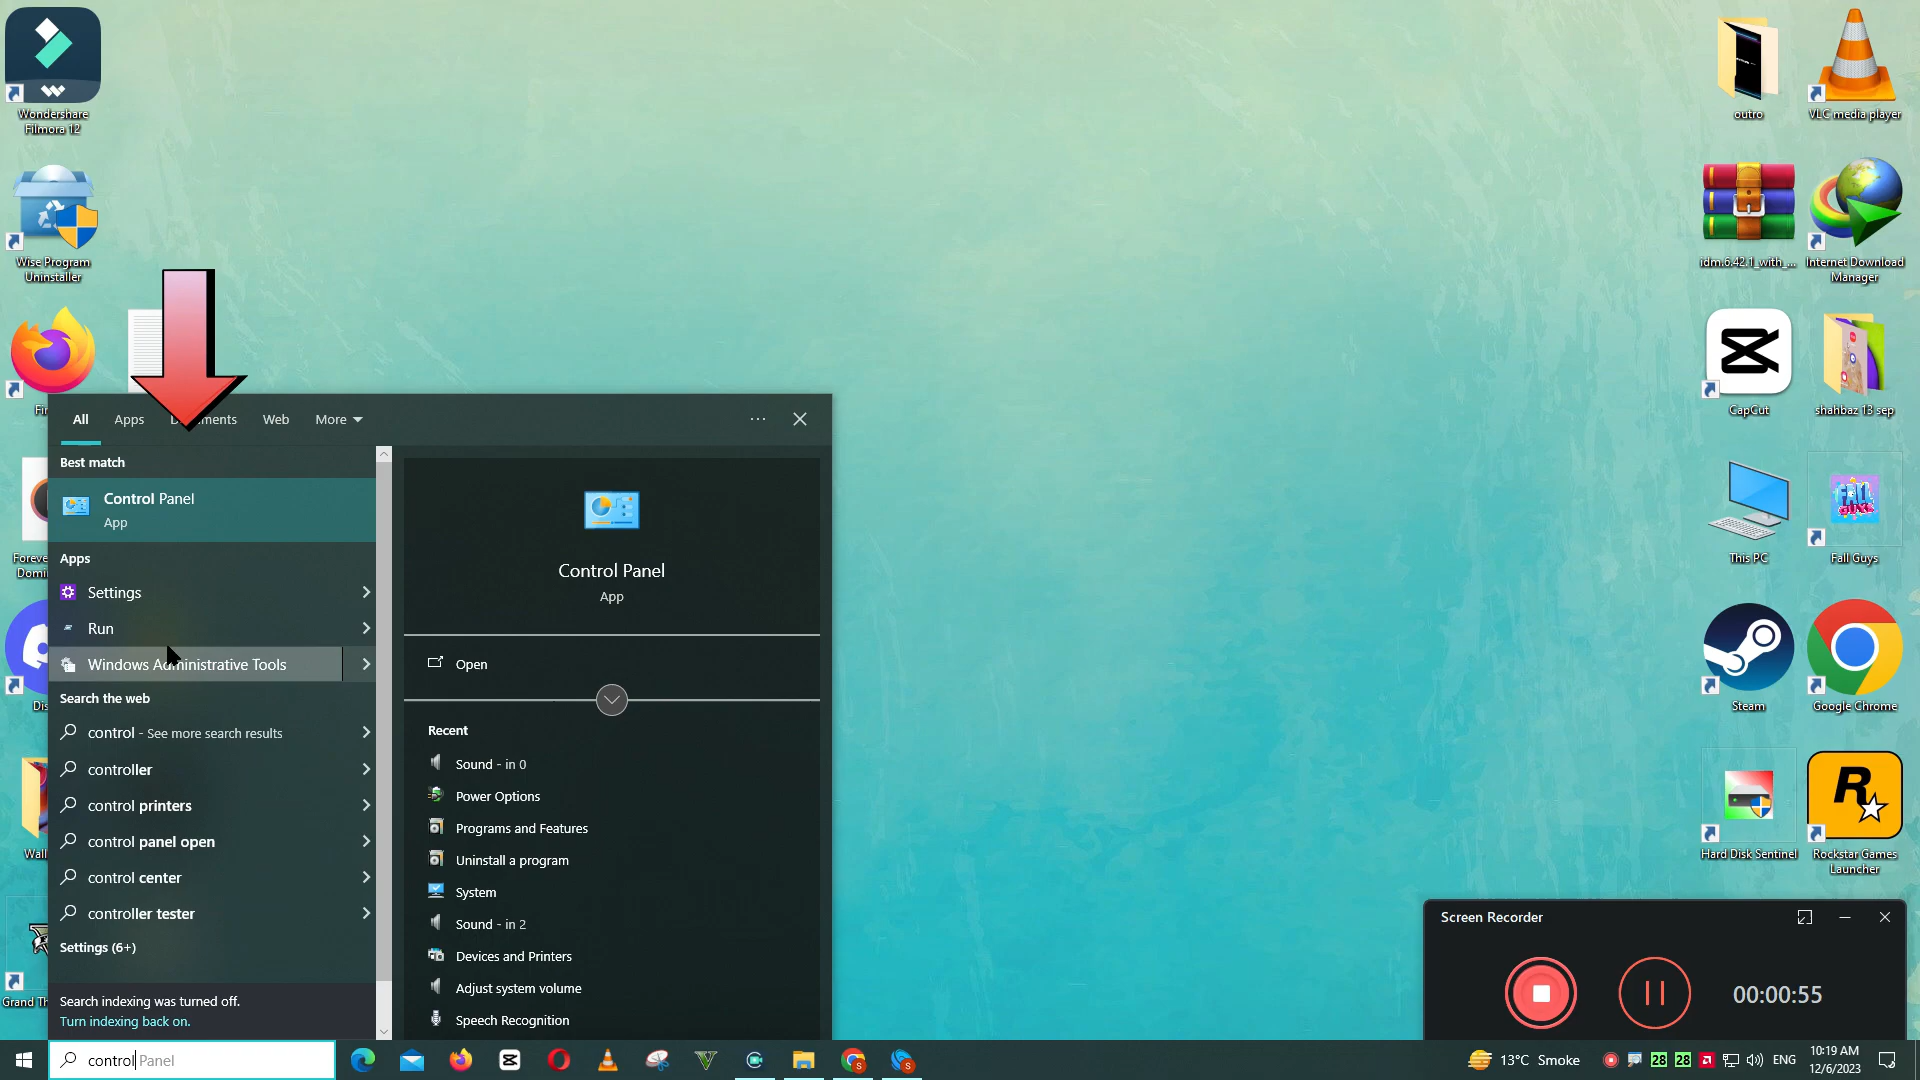 Wondershare
Filmora 12
Wise Program
Uninstaller
outro
VLC media player
idm.6.42.1_with_...
Internet Download
Manager
CapCut
shahbaz 13 sep
This PC
Fall Guys
Steam
Google Chrome
Hard Disk Sentinel
Rockstar Games
Launcher
All
Apps
Web
More
Best match
Control Panel
App
Apps
Settings
Run
Windows Administrative Tools
Search the web
control - See more search results
controller
control printers
control panel open
control center
controller tester
Settings (6+)
Search indexing was turned off.
Turn indexing back on.
control Panel
Control Panel
App
Open
Recent
Sound - in 0
Power Options
Programs and Features
Uninstall a program
System
Sound - in 2
Devices and Printers
Adjust system volume
Speech Recognition
Screen Recorder
00:00:55
13°C Smoke
28
28
ENG
10:19 AM
12/6/2023